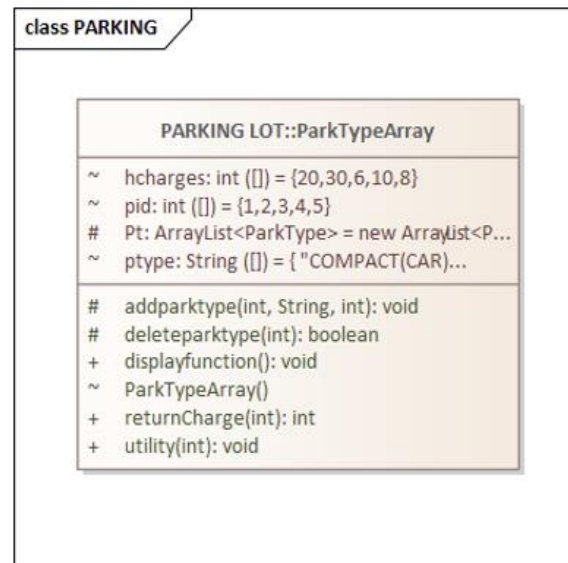 class PARKING
PARKING LOT::ParkTypeArray
~ hcharges: int ([]) = {20,30,6,10,8}
~ pid: int ([]) = {1,2,3,4,5}
# Pt: ArrayList<ParkType> = new ArrayList<P...
~ ptype: String ([]) = { "COMPACT(CAR)...
# addparktype(int, String, int): void
# deleteparktype(int): boolean
+ displayfunction(): void
~ ParkTypeArray()
+ returnCharge(int): int
+ utility(int): void